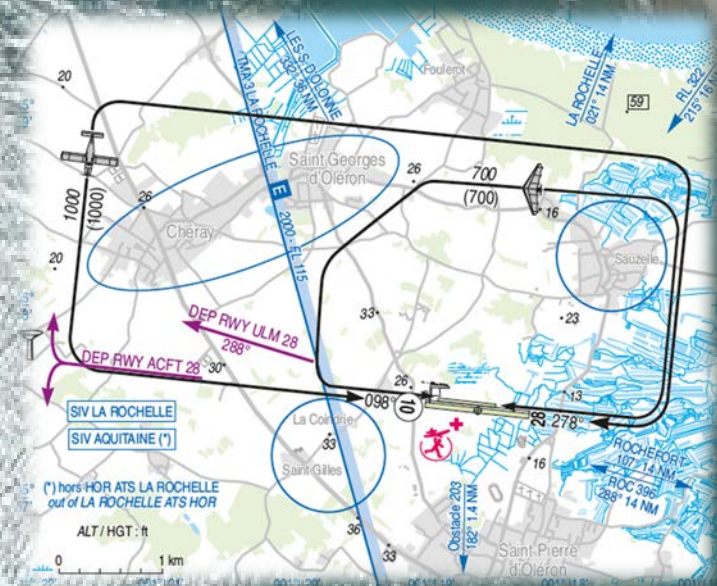 20
LES S-D'OLONNE
332° 36 NM
Foulerot
LA ROCHELLE
021° 14 NM
59
RL 322
215° 16 NM
TMA 3 LA ROCHELLE
E
2000 - FL 115
Saint Georges
d'Oléron
26
700
(700)
16
1000
(1000)
26
Chéray
Sauzelle
20
33
23
DEP RWY ULM 28
288°
DEP RWY ACFT 28
30
26
098°
10
13
28
278°
SIV LA ROCHELLE
SIV AQUITAINE (*)
La Coindrie
33
Saint Gilles
16
ROCHEFORT
107° 14 NM
ROC 396
288° 14 NM
(*) hors HOR ATS LA ROCHELLE
out of LA ROCHELLE ATS HOR
Obstacle 203
182° 1.4 NM
ALT / HGT : ft
36
33
0
1 km
Saint Pierre
d'Oléron